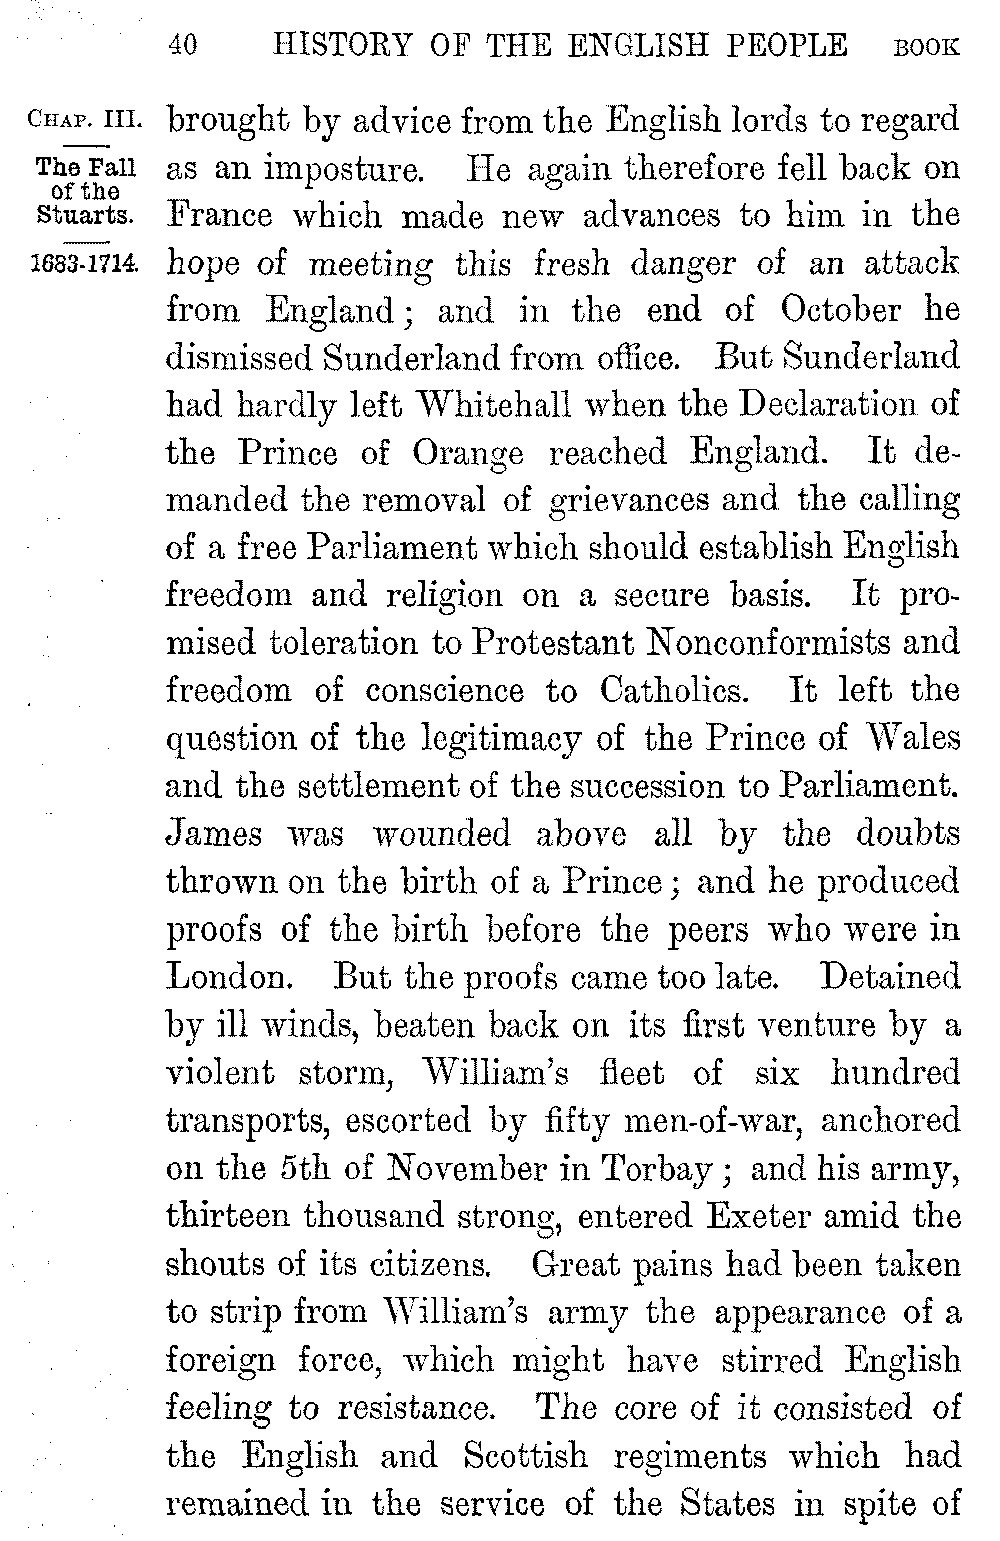 40 HISTORY OF THE ENGLISH PEOPLE BOOK
CHAP. III.
The Fall
of the
Stuarts.
1683-1714.
brought by advice from the English lords to regard
as an imposture. He again therefore fell back on
France which made new advances to him in the
hope of meeting this fresh danger of an attack
from England; and in the end of October he
dismissed Sunderland from office. But Sunderland
had hardly left Whitehall when the Declaration of
the Prince of Orange reached England. It de-
manded the removal of grievances and the calling
of a free Parliament which should establish English
freedom and religion on a secure basis. It pro-
mised toleration to Protestant Nonconformists and
freedom of conscience to Catholics. It left the
question of the legitimacy of the Prince of Wales
and the settlement of the succession to Parliament.
James was wounded above all by the doubts
thrown on the birth of a Prince; and he produced
proofs of the birth before the peers who were in
London. But the proofs came too late. Detained
by ill winds, beaten back on its first venture by a
violent storm, William's fleet of six hundred
transports, escorted by fifty men-of-war, anchored
on the 5th of November in Torbay; and his army,
thirteen thousand strong, entered Exeter amid the
shouts of its citizens. Great pains had been taken
to strip from William's army the appearance of a
foreign force, which might have stirred English
feeling to resistance. The core of it consisted of
the English and Scottish regiments which had
remained in the service of the States in spite of